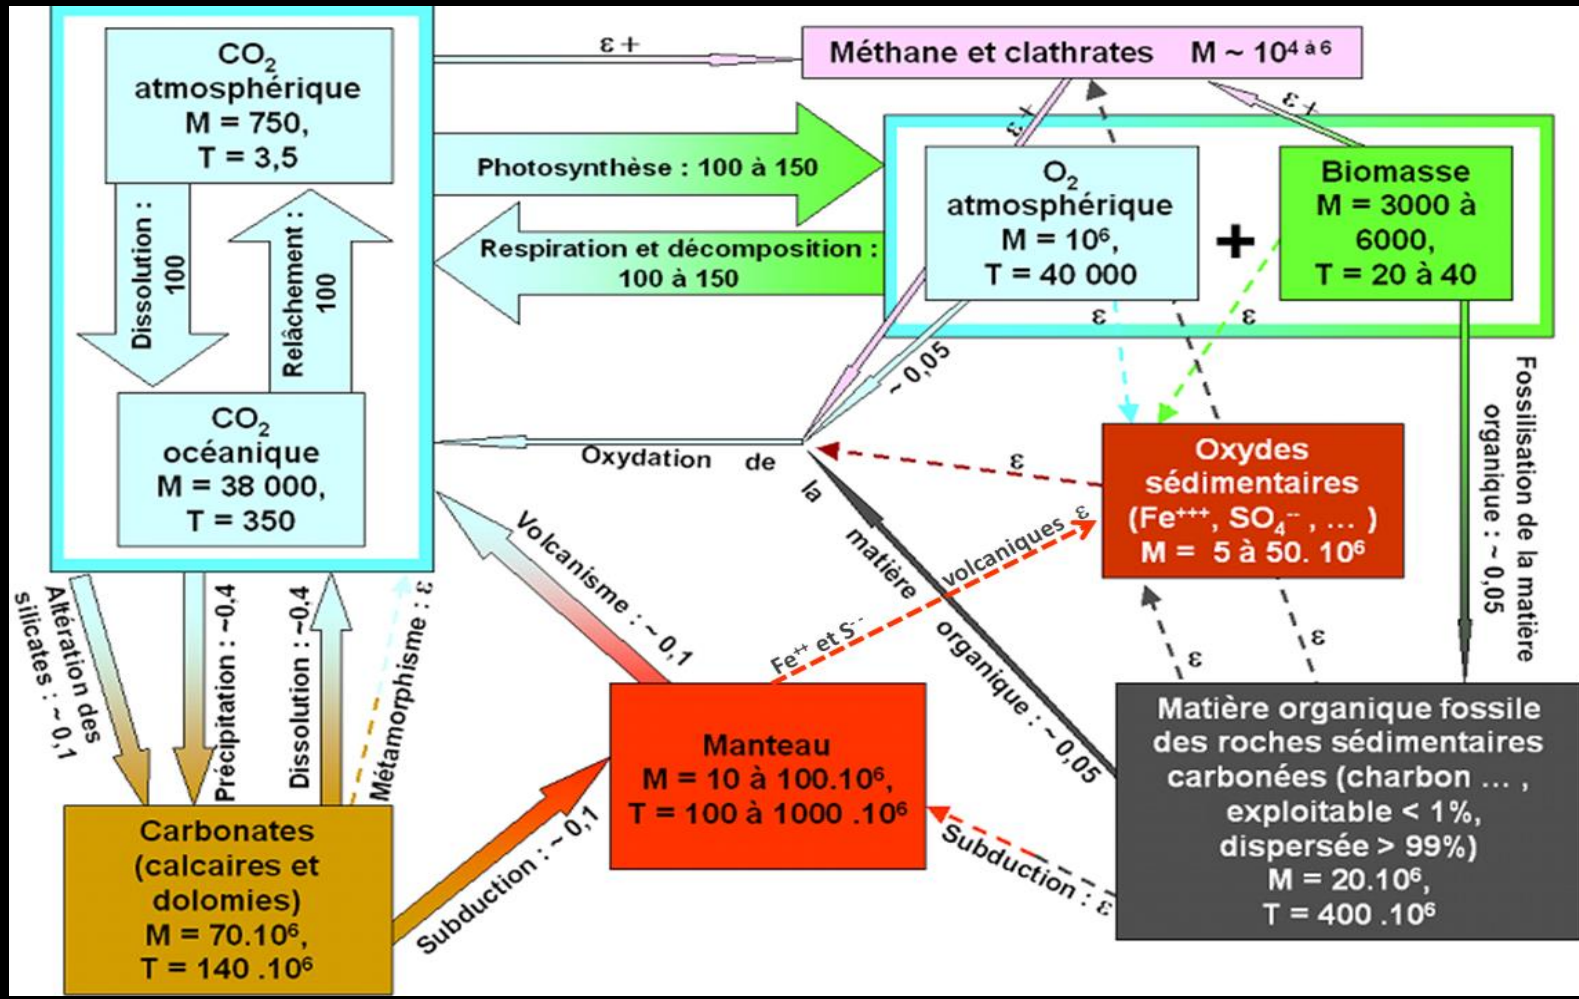 CO₂
atmosphérique
M = 750,
T = 3,5
Dissolution :
100
Relâchement :
100
CO₂
océanique
M = 38 000,
T = 350
ε +
Méthane et clathrates M ~ 10⁴ ᵃ̀ ⁶
Photosynthèse : 100 à 150
Respiration et décomposition :
100 à 150
ε +
ε +
O₂
atmosphérique
M = 10⁶,
T = 40 000
+
Biomasse
M = 3000 à
6000,
T = 20 à 40
ε
ε
~ 0,05
Fossilisation de la matière
organique : ~ 0,05
Oxydation de la matière organique : ~ 0,05
ε
Oxydes
sédimentaires
(Fe⁺⁺⁺, SO₄⁻⁻ , ... )
M = 5 à 50. 10⁶
Volcanisme : ~ 0,1
Fe⁺⁺ et S⁻⁻ volcaniques ε
ε
ε
Altération des
silicates : ~ 0,1
Précipitation : ~0,4
Dissolution : ~0,4
Métamorphisme : ε
Manteau
M = 10 à 100.10⁶,
T = 100 à 1000 .10⁶
Matière organique fossile
des roches sédimentaires
carbonées (charbon ... ,
exploitable < 1%,
dispersée > 99%)
M = 20.10⁶,
T = 400 .10⁶
Subduction : ε
Subduction : ~ 0,1
Carbonates
(calcaires et
dolomies)
M = 70.10⁶,
T = 140 .10⁶